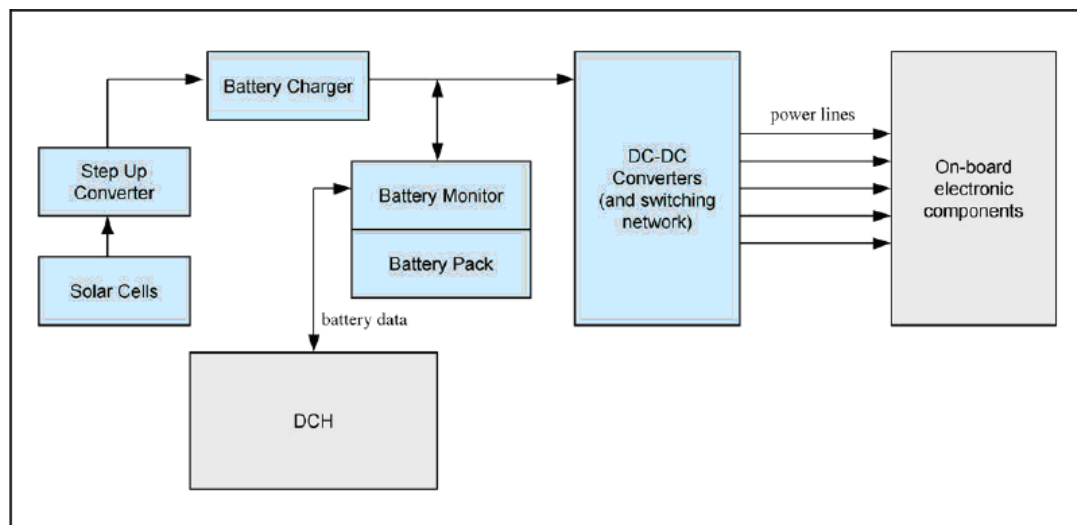 Battery Charger
power lines
Step Up
Converter
Battery Monitor
DC-DC
Converters
(and switching
network)
On-board
electronic
components
Solar Cells
Battery Pack
battery data
DCH